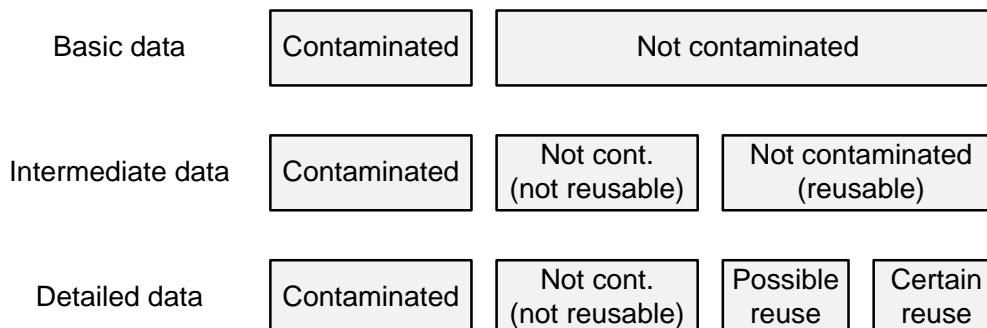 Basic data
Contaminated
Not contaminated
Intermediate data
Contaminated
Not cont.
(not reusable)
Not contaminated
(reusable)
Detailed data
Contaminated
Not cont.
(not reusable)
Possible
reuse
Certain
reuse